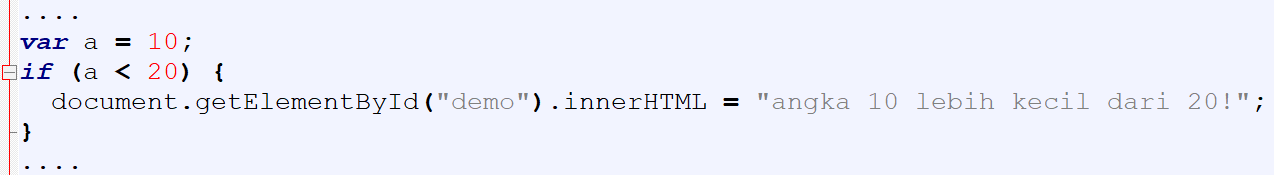 ....
var a = 10;
if (a < 20) {
  document.getElementById("demo").innerHTML = "angka 10 lebih kecil dari 20!";
}
....